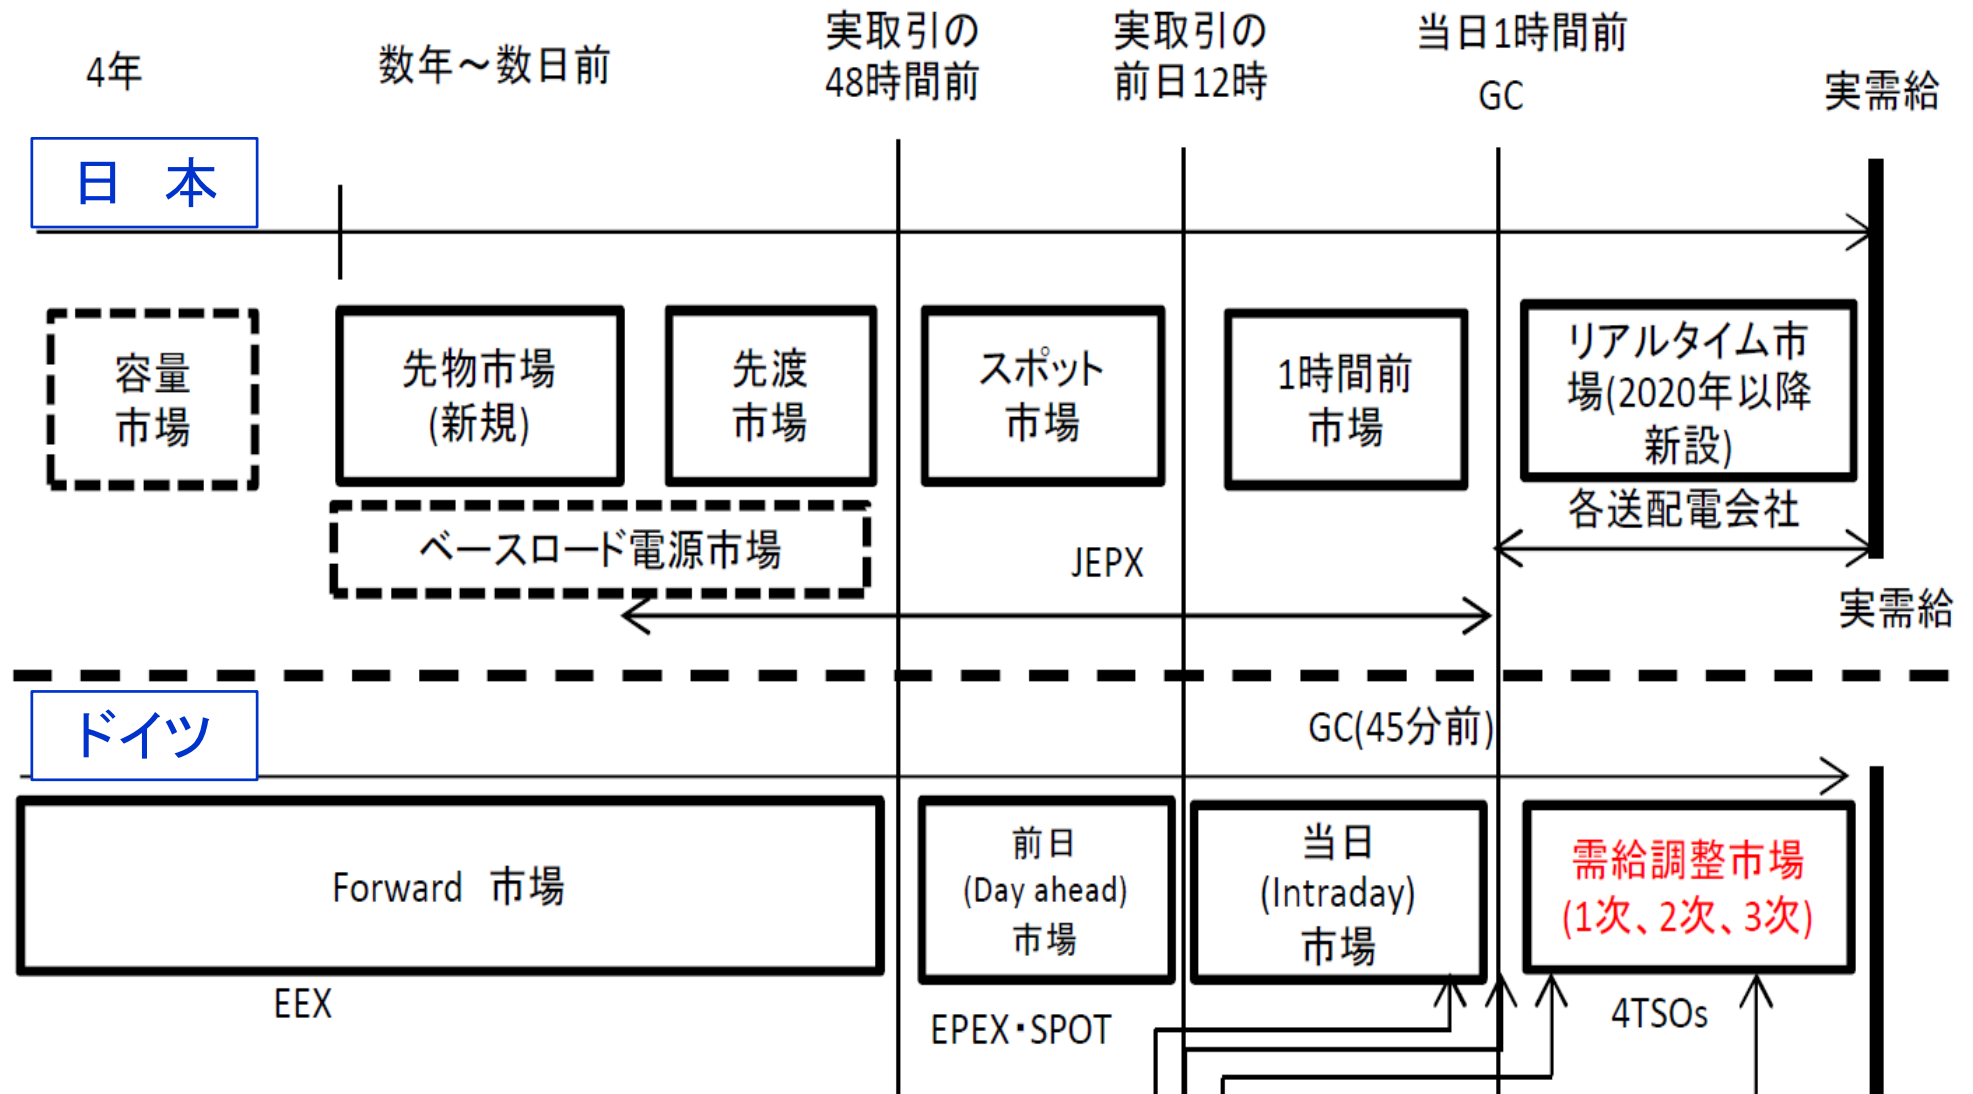 4年
数年～数日前
実取引の
48時間前
実取引の
前日12時
当日1時間前
GC
実需給
日　本
容量
市場
先物市場
(新規)
先渡
市場
スポット
市場
1時間前
市場
リアルタイム市
場(2020年以降
新設)
ベースロード電源市場
JEPX
各送配電会社
実需給
ドイツ
GC(45分前)
Forward 市場
前日
(Day ahead)
市場
当日
(Intraday)
市場
需給調整市場
(1次、2次、3次)
EEX
EPEX・SPOT
4TSOs